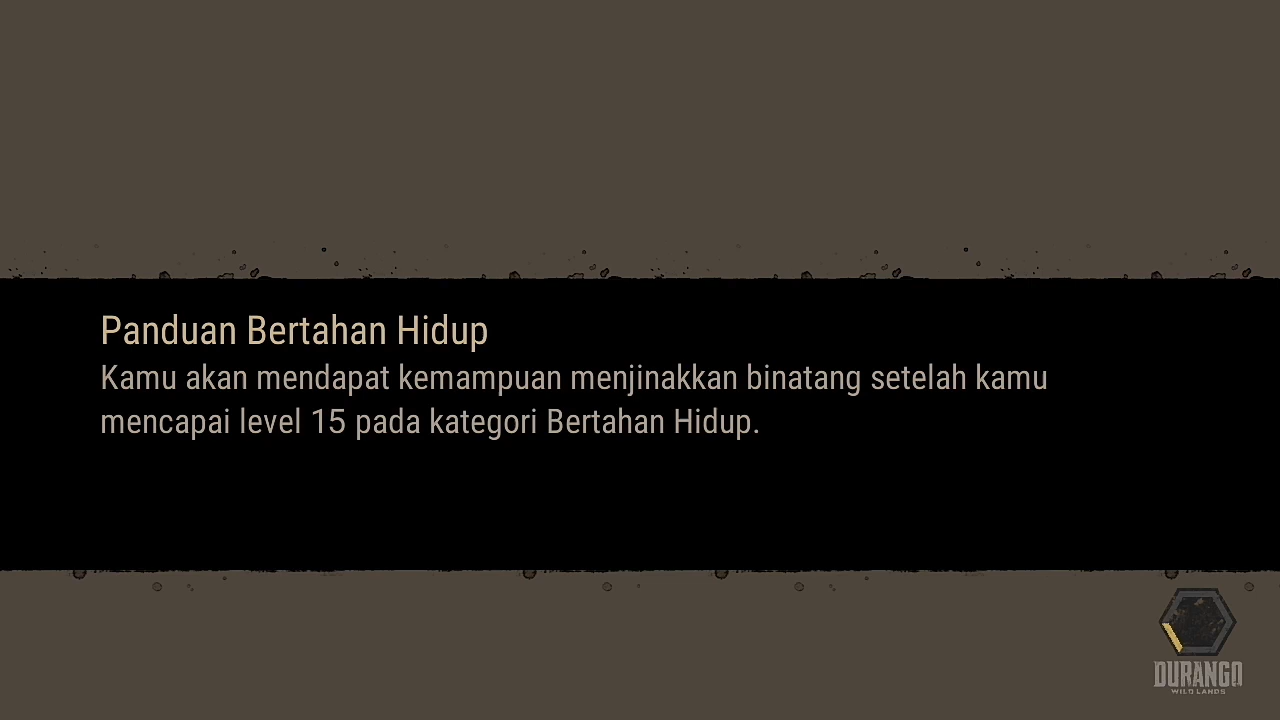 Panduan Bertahan Hidup
Kamu akan mendapat kemampuan menjinakkan binatang setelah kamu
mencapai level 15 pada kategori Bertahan Hidup.
DURANGO
WILD LANDS